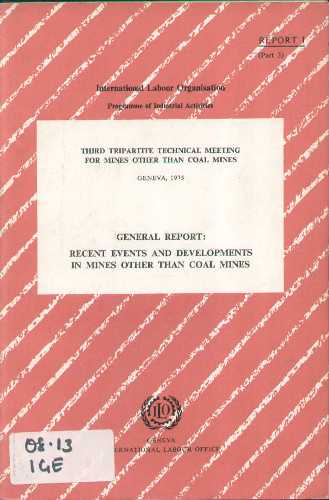 REPORT I
(Part 3)
International Labour Organisation
Programme of Industrial Activities
THIRD TRIPARTITE TECHNICAL MEETING
FOR MINES OTHER THAN COAL MINES
GENEVA, 1975
GENERAL REPORT:
RECENT EVENTS AND DEVELOPMENTS
IN MINES OTHER THAN COAL MINES
ILO
GENEVA
INTERNATIONAL LABOUR OFFICE
08.13
IGE